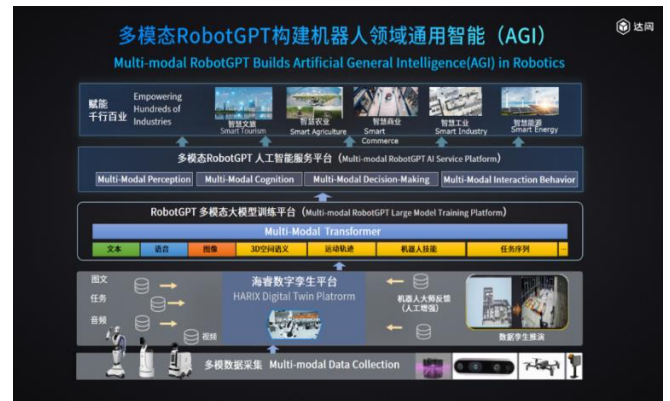 达闼
多模态RobotGPT构建机器人领域通用智能（AGI）
Multi-modal RobotGPT Builds Artificial General Intelligence(AGI) in Robotics
赋能
千行百业
Empowering
Hundreds of
Industries
智慧文旅
Smart Tourism
智慧农业
Smart Agriculture
智慧商业
Smart
Commerce
智慧工业
Smart Industry
智慧能源
Smart Energy
多模态RobotGPT 人工智能服务平台（Multi-modal RobotGPT AI Service Platform）
Multi-Modal Perception
Multi-Modal Cognition
Multi-Modal Decision-Making
Multi-Modal Interaction Behavior
RobotGPT 多模态大模型训练平台（Multi-modal RobotGPT Large Model Training Platform）
Multi-Modal Transformer
文本
语音
图像
3D空间语义
运动轨迹
机器人技能
任务序列
...
图文
任务
音频
视频
海睿数字孪生平台
HARIX Digital Twin Platrorm
机器人大师反馈
（人工增强）
数据孪生推演
多模数据采集 Multi-modal Data Collection